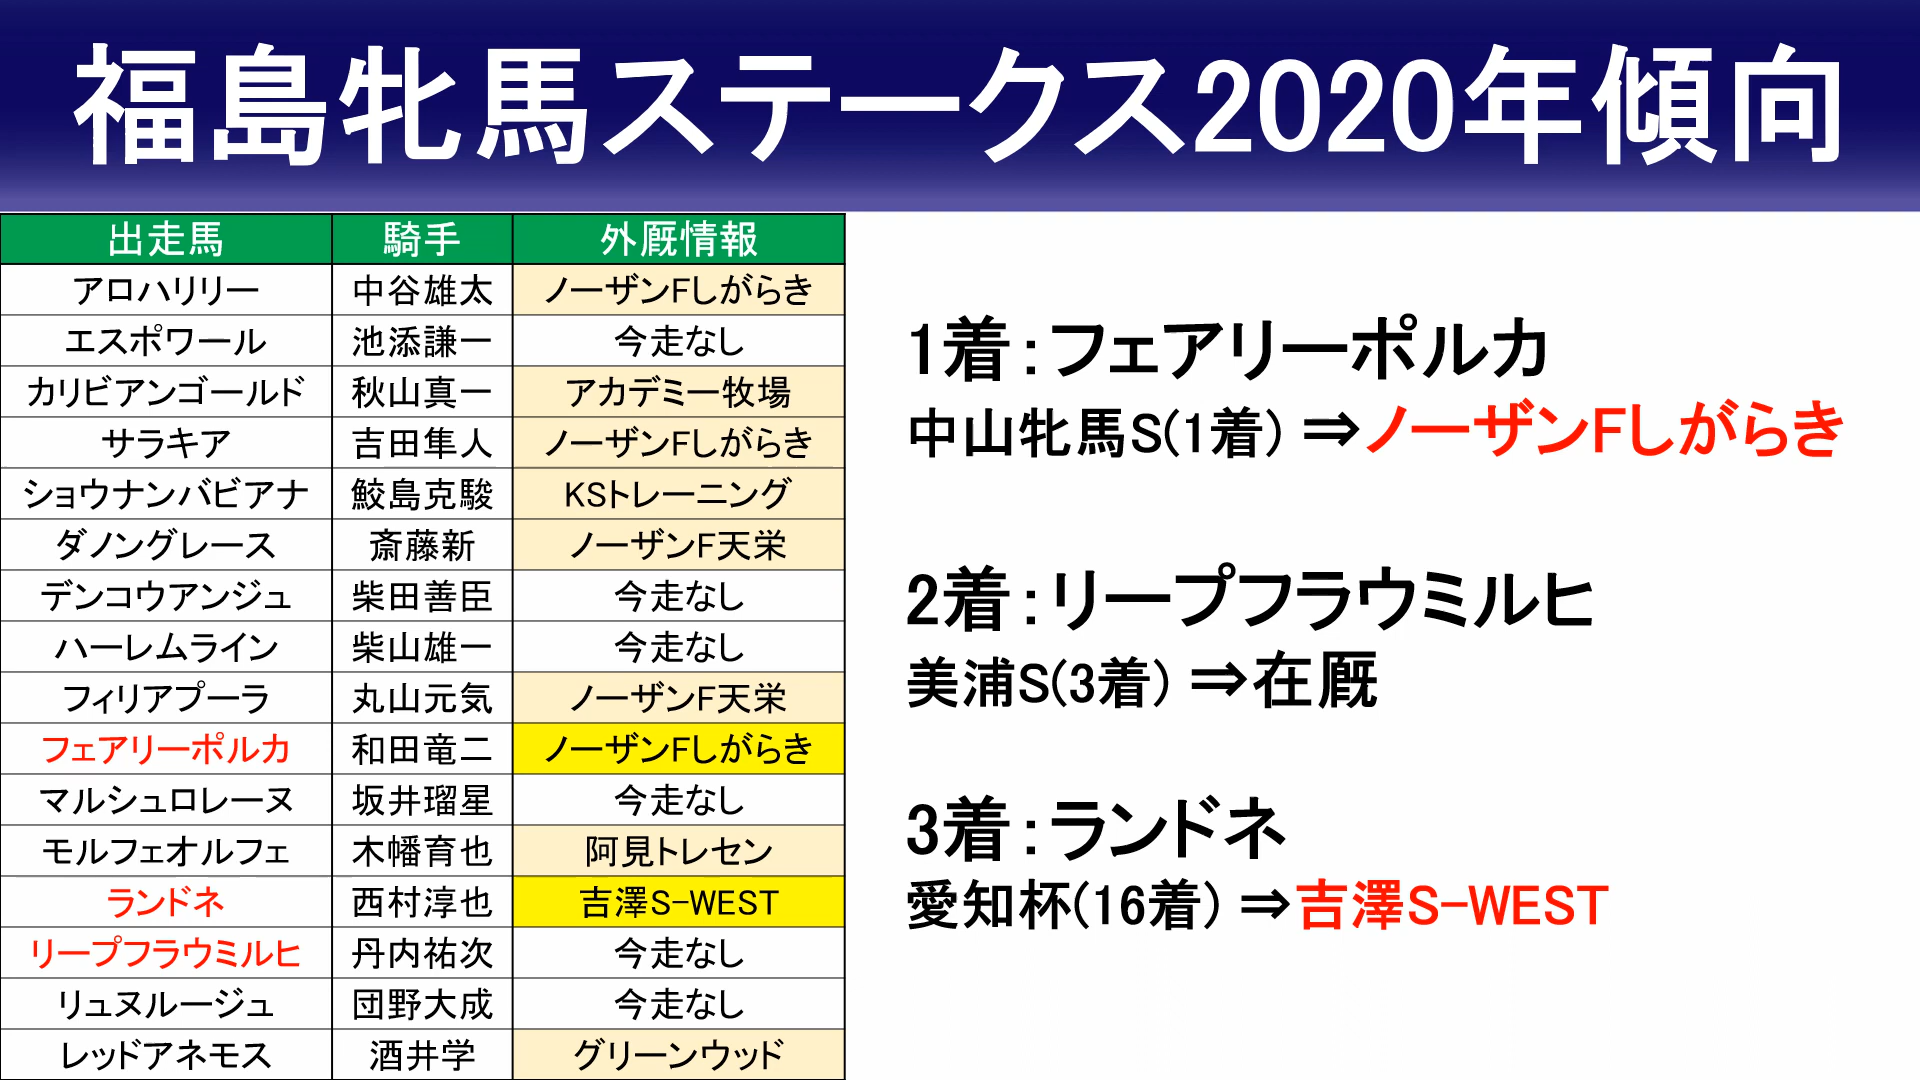 福島牝馬ステークス2020年傾向
出走馬 騎手 外厩情報
アロハリリー 中谷雄太 ノーザンFしがらき
エスポワール 池添謙一 今走なし
カリビアンゴールド 秋山真一 アカデミー牧場
サラキア 吉田隼人 ノーザンFしがらき
ショウナンバビアナ 鮫島克駿 KSトレーニング
ダノングレース 斎藤新 ノーザンF天栄
デンコウアンジュ 柴田善臣 今走なし
ハーレムライン 柴山雄一 今走なし
フィリアプーラ 丸山元気 ノーザンF天栄
フェアリーポルカ 和田竜二 ノーザンFしがらき
マルシュロレーヌ 坂井瑠星 今走なし
モルフェオルフェ 木幡育也 阿見トレセン
ランドネ 西村淳也 吉澤S-WEST
リープフラウミルヒ 丹内祐次 今走なし
リュヌルージュ 団野大成 今走なし
レッドアネモス 酒井学 グリーンウッド
1着：フェアリーポルカ
中山牝馬S(1着)⇒ノーザンFしがらき
2着：リープフラウミルヒ
美浦S(3着)⇒在厩
3着：ランドネ
愛知杯(16着)⇒吉澤S-WEST